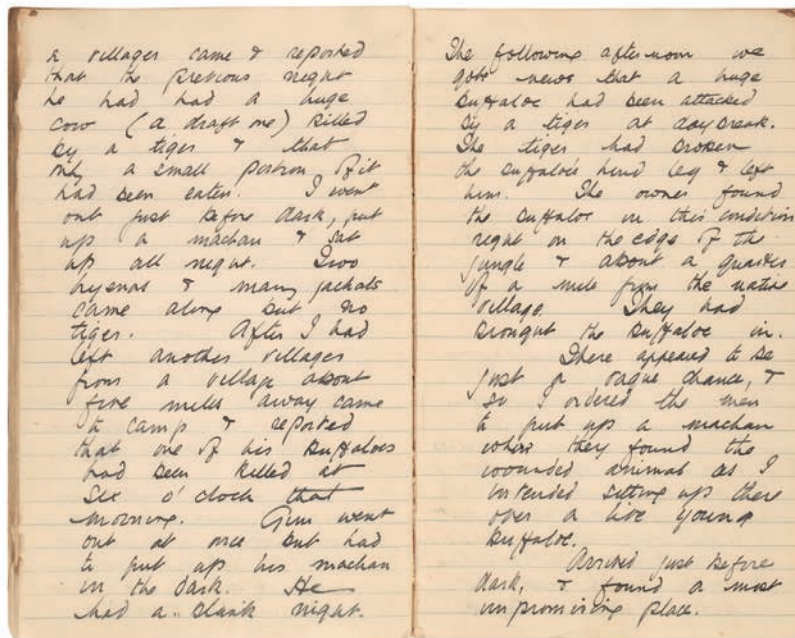 a villager came & reported
that the previous night
he had had a huge
cow (a draft one) killed
by a tiger & that
only a small portion of it
had been eaten. I went
out just before dark, put
up a machan & sat
up all night. Two
hyenas & many jackals
came along but no
tiger. After I had
left another villager
from a village about
five miles away came
to camp & reported
that one of his buffaloes
had been killed at
six o'clock that
morning. Gim went
out at once but had
to put up his machan
in the dark. He
had a blank night.
The following afternoon we
got news that a huge
buffaloe had been attacked
by a tiger at daybreak.
The tiger had broken
the buffaloe's hind leg & left
him. The owner found
the buffaloe in this condition
right on the edge of the
jungle & about a quarter
of a mile from the native
village. They had
brought the buffaloe in.
There appeared to be
just a vague chance, &
so I ordered the men
to put up a machan
where they found the
wounded animal as I
intended sitting up there
over a live young
buffaloe.
Arrived just before
dark, & found a most
unpromising place.